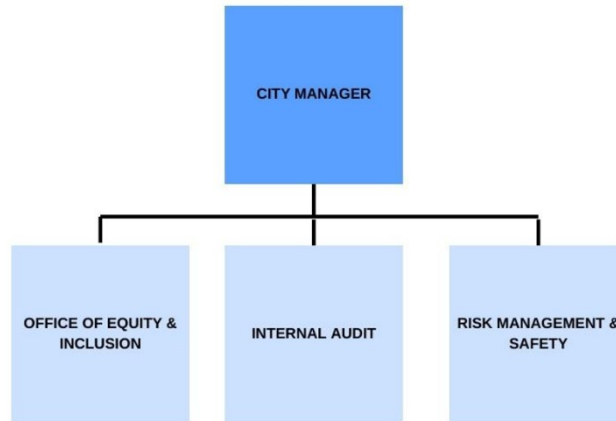 CITY MANAGER
OFFICE OF EQUITY &
INCLUSION
INTERNAL AUDIT
RISK MANAGEMENT &
SAFETY